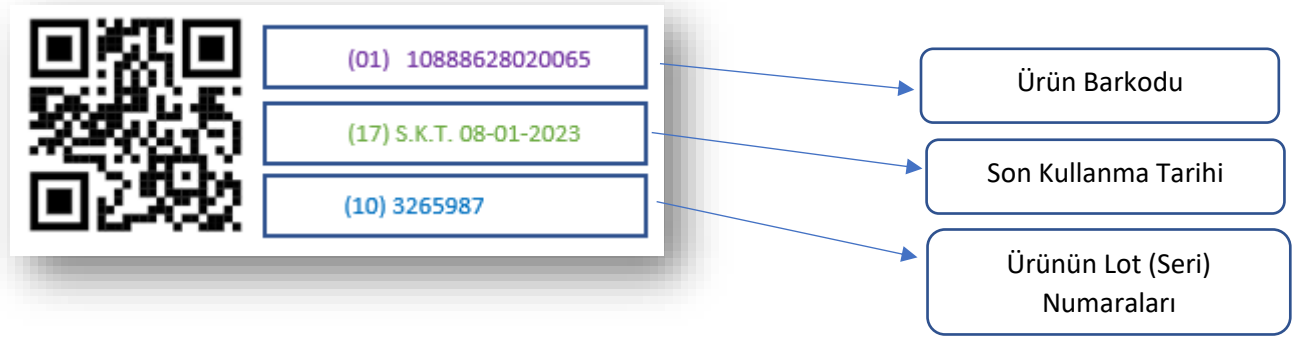 (01) 10888628020065
Ürün Barkodu
(17) S.K.T. 08-01-2023
Son Kullanma Tarihi
(10) 3265987
Ürünün Lot (Seri)
Numaraları